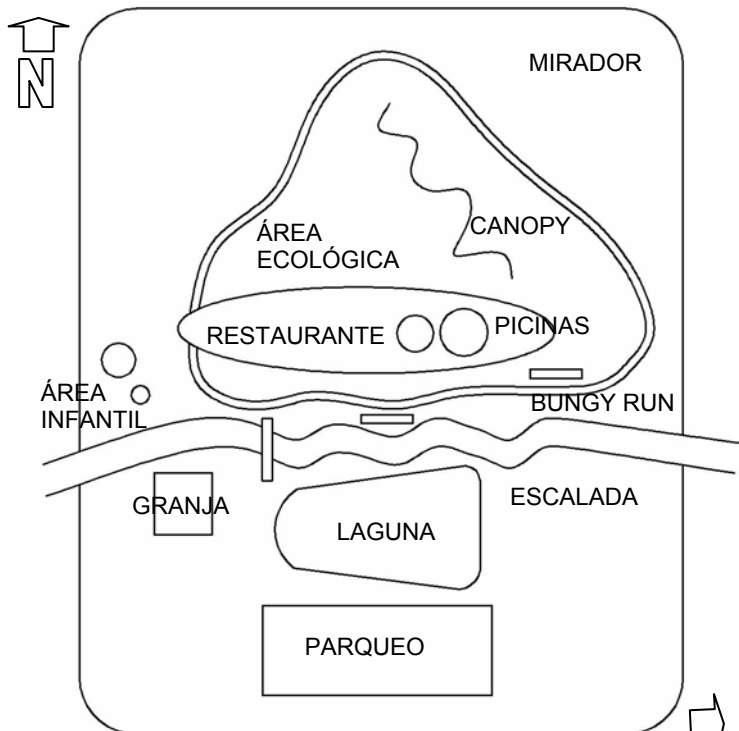 N
MIRADOR
CANOPY
ÁREA
ECOLÓGICA
RESTAURANTE
PICINAS
ÁREA
INFANTIL
BUNGY RUN
GRANJA
ESCALADA
LAGUNA
PARQUEO